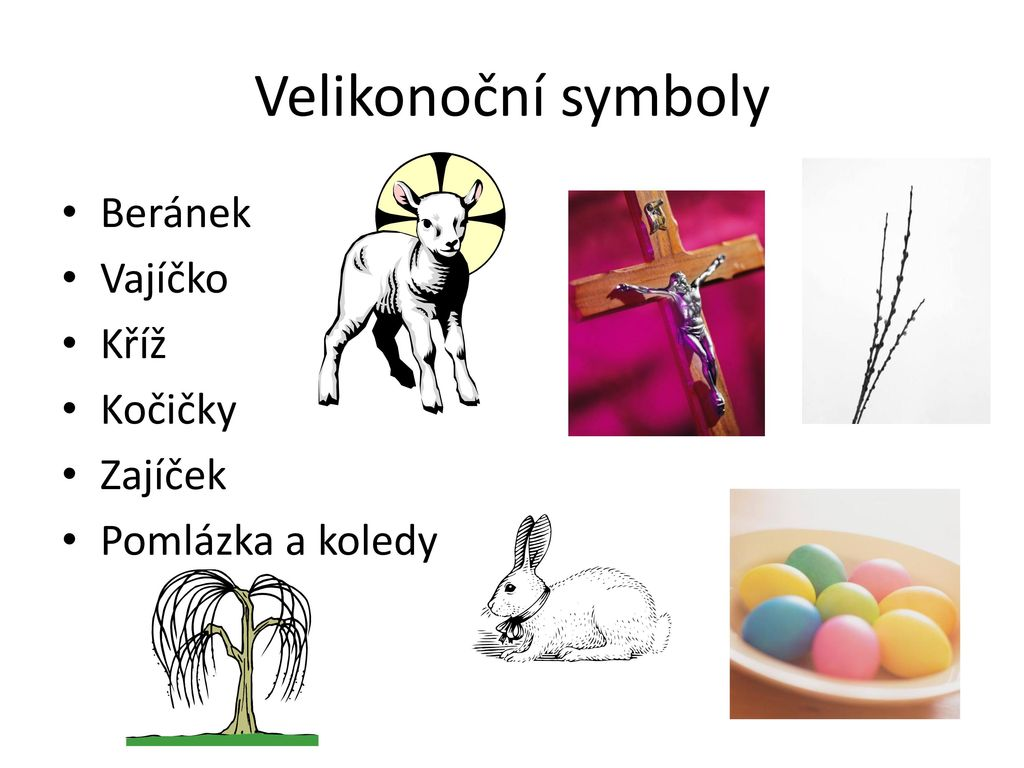 Velikonoční symboly
• Beránek
• Vajíčko
• Kříž
• Kočičky
• Zajíček
• Pomlázka a koledy